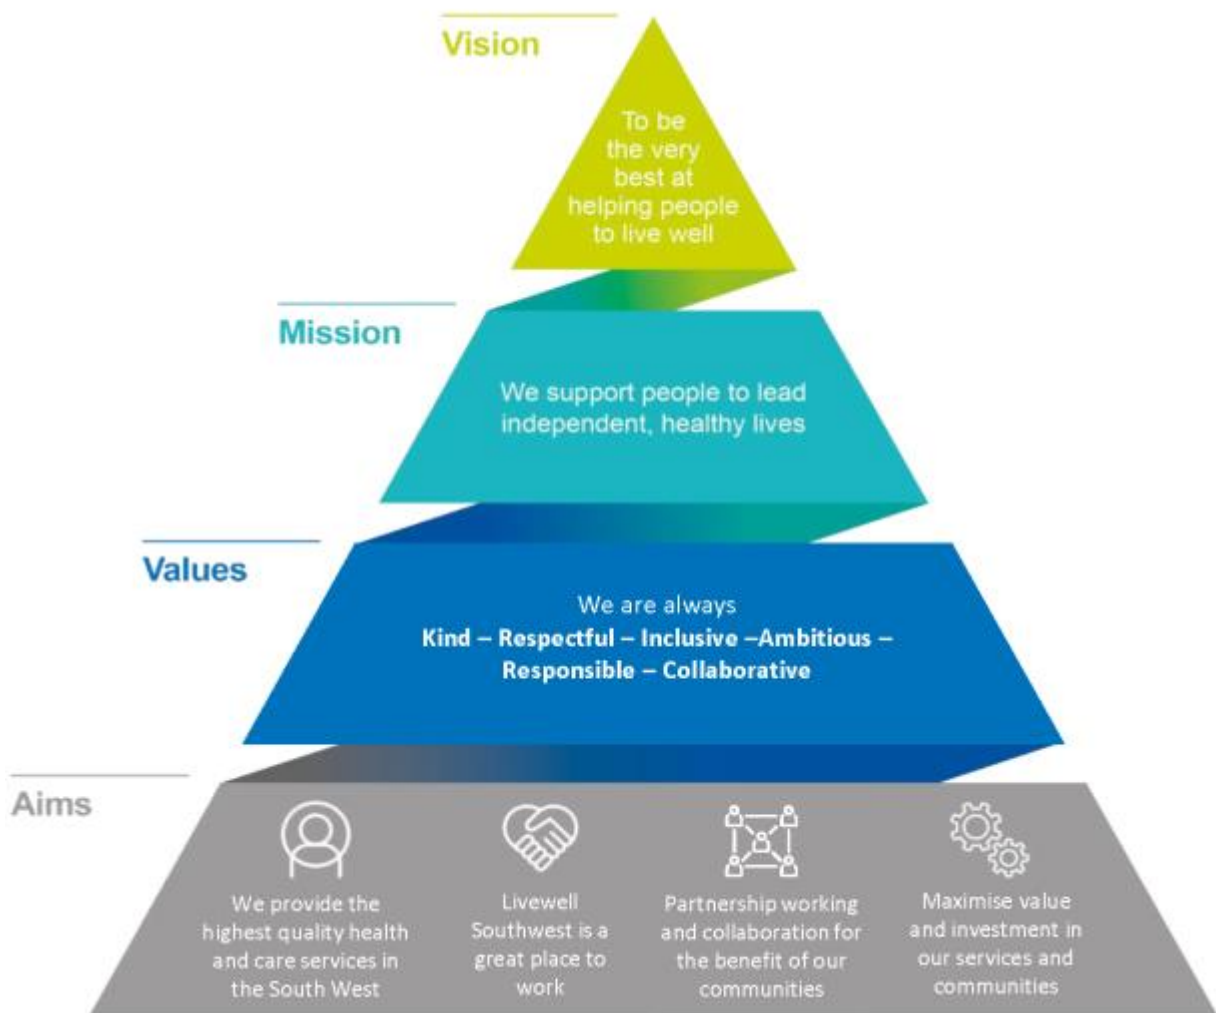 Vision
To be
the very
best at
helping people
to live well
Mission
We support people to lead
independent, healthy lives
Values
We are always
Kind – Respectful – Inclusive –Ambitious –
Responsible – Collaborative
Aims
We provide the
highest quality health
and care services in
the South West
Livewell
Southwest is a
great place to
work
Partnership working
and collaboration for
the benefit of our
communities
Maximise value
and investment in
our services and
communities